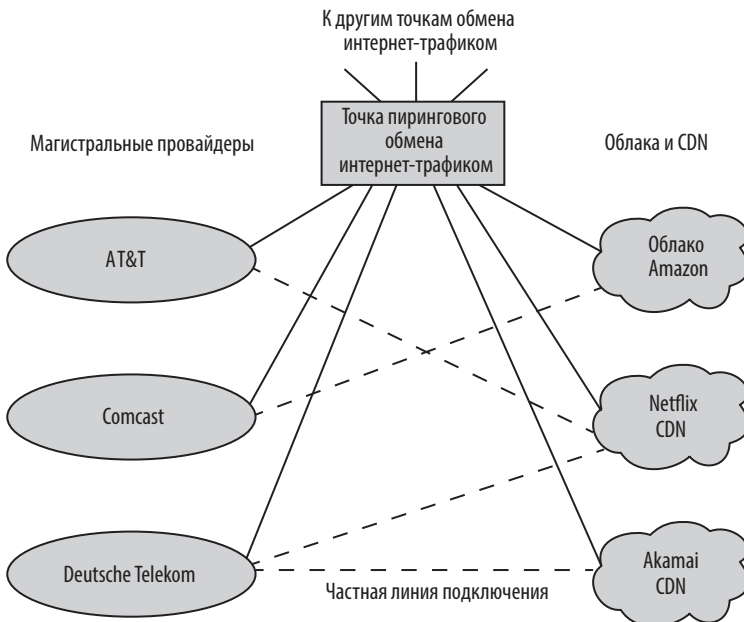 К другим точкам обмена
интернет-трафиком
Магистральные провайдеры
Точка пирингового
обмена
интернет-трафиком
Облака и CDN
AT&T
Облако
Amazon
Comcast
Netflix
CDN
Deutsche Telekom
Частная линия подключения
Akamai
CDN